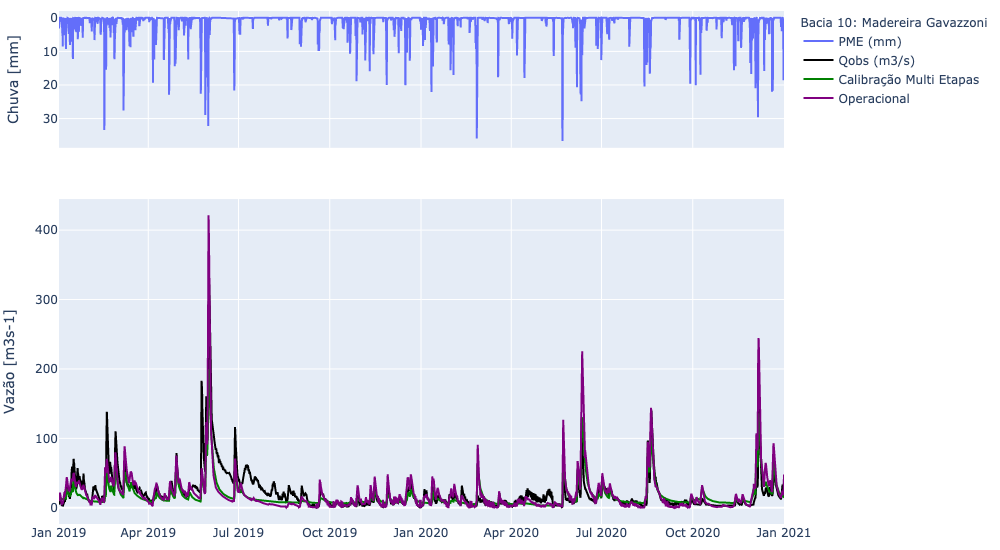 Bacia 10: Madereira Gavazzoni
PME (mm)
Qobs (m3/s)
Calibração Multi Etapas
Operacional
Chuva [mm]
0
10
20
30
Vazão [m3s-1]
400
300
200
100
0
Jan 2019
Apr 2019
Jul 2019
Oct 2019
Jan 2020
Apr 2020
Jul 2020
Oct 2020
Jan 2021